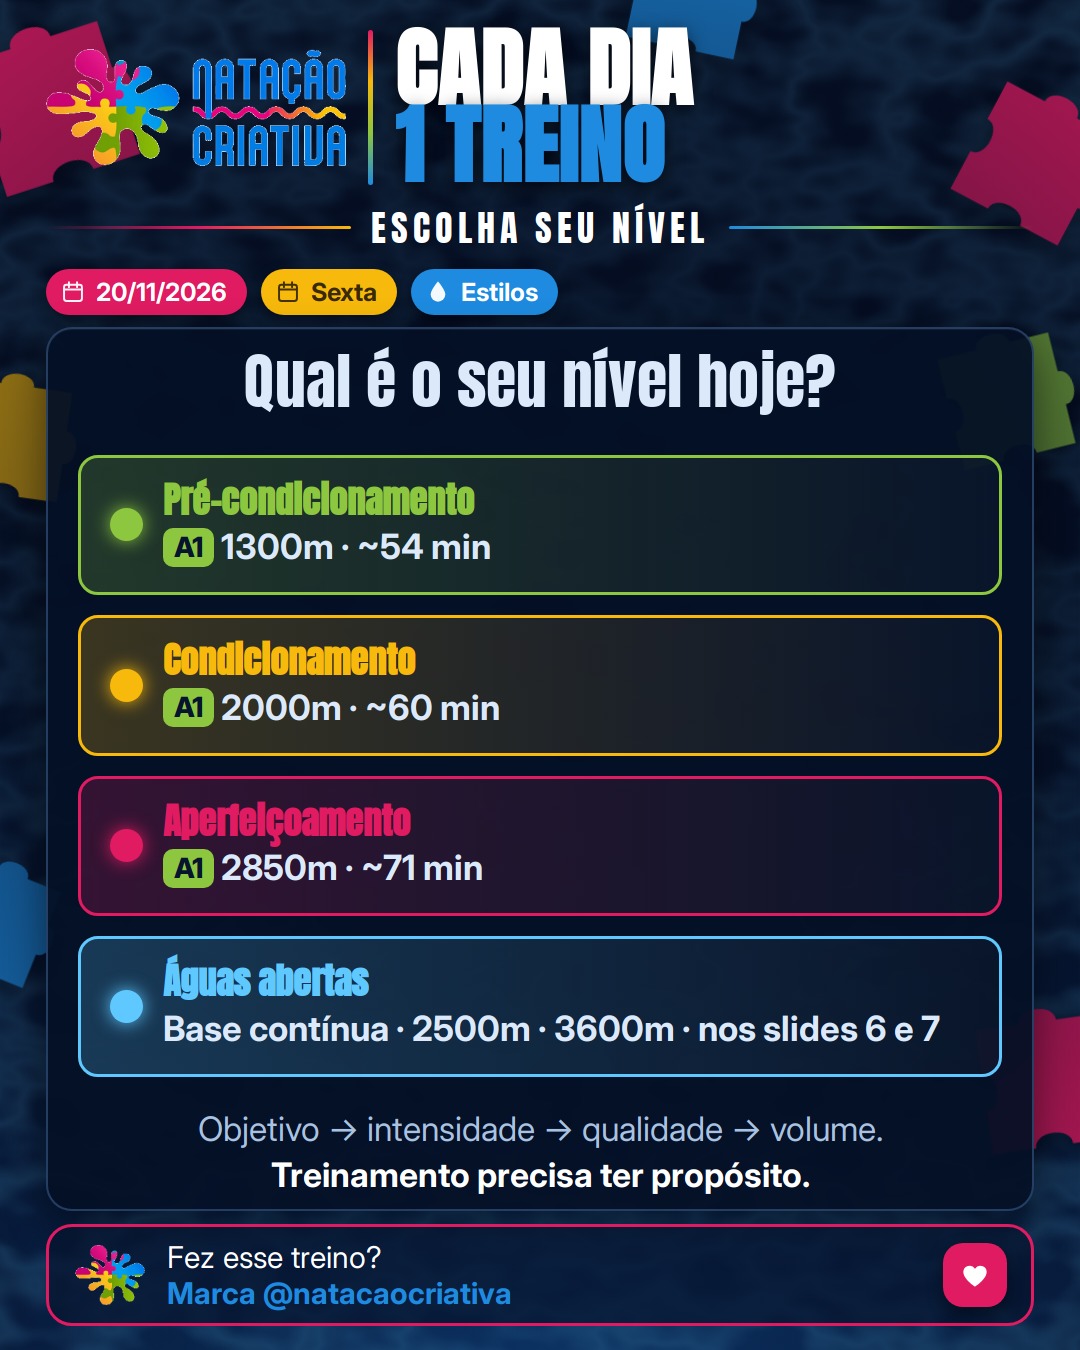 NATAÇÃO
CRIATIVA
CADA DIA
1 TREINO
ESCOLHA SEU NÍVEL
20/11/2026
Sexta
Estilos
Qual é o seu nível hoje?
Pré-condicionamento
A1 1300m · ~54 min
Condicionamento
A1 2000m · ~60 min
Aperfeiçoamento
A1 2850m · ~71 min
Águas abertas
Base contínua · 2500m · 3600m · nos slides 6 e 7
Objetivo → intensidade → qualidade → volume.
Treinamento precisa ter propósito.
Fez esse treino?
Marca @natacaocriativa